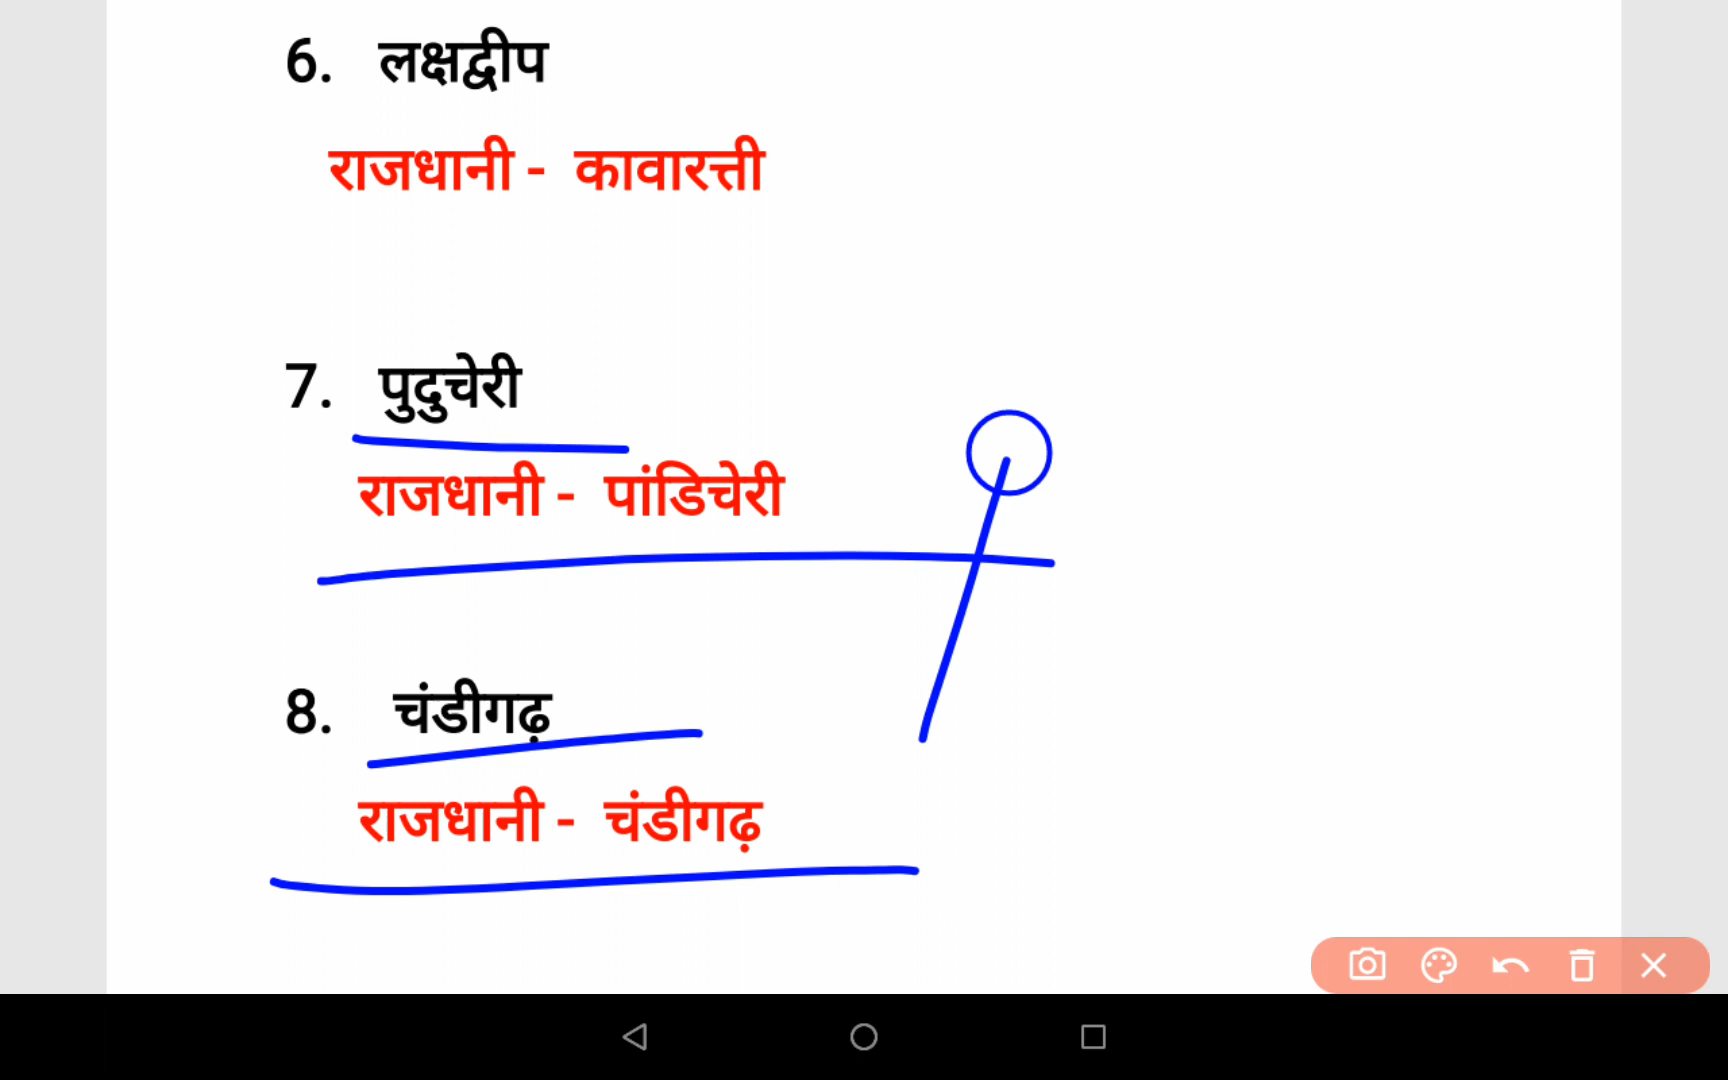 6. लक्षद्वीप
राजधानी - कावारत्ती
7. पुदुचेरी
राजधानी - पांडिचेरी
8. चंडीगढ़
राजधानी - चंडीगढ़